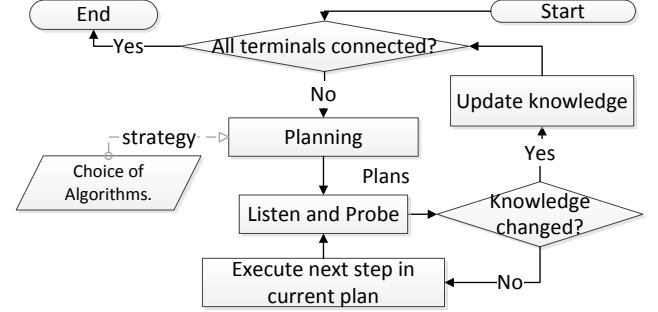 End
Start
Yes
All terminals connected?
No
Update knowledge
strategy
Planning
Yes
Choice of
Algorithms.
Plans
Listen and Probe
Knowledge
changed?
Execute next step in
current plan
No